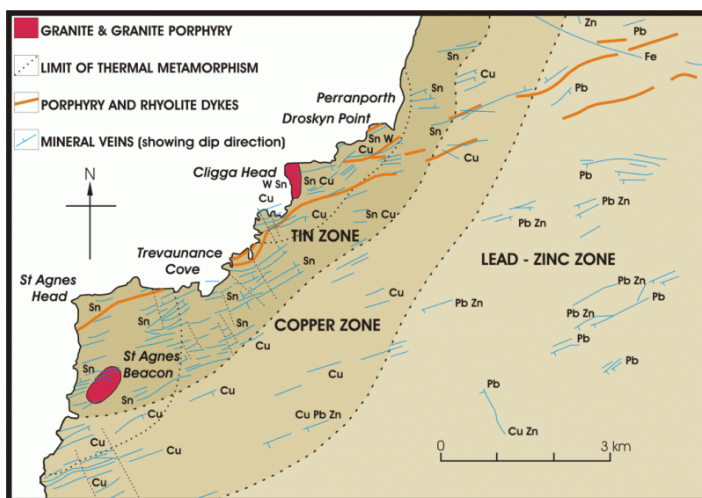 GRANITE & GRANITE PORPHYRY
LIMIT OF THERMAL METAMORPHISM
PORPHYRY AND RHYOLITE DYKES
MINERAL VEINS (showing dip direction)
N
Zn
Pb
Fe
Sn
Cu
Pb
Perranporth
Droskyn Point
Sn
Sn
Sn W
Cu
Cu
Cligga Head
W Sn
Sn Cu
Cu
Pb
Cu
Sn Cu
Pb Zn
Pb Zn
TIN ZONE
Trevaunance
Cove
LEAD - ZINC ZONE
St Agnes
Head
Sn
Sn
Pb Zn
Pb
Sn
Sn
Cu
Pb Zn
Pb Zn
COPPER ZONE
Sn
St Agnes
Beacon
Cu
Pb
Sn
Sn
Cu
Cu
Pb
Cu
Cu
Cu Pb Zn
Cu Zn
Cu
Cu
Cu
0
3 km